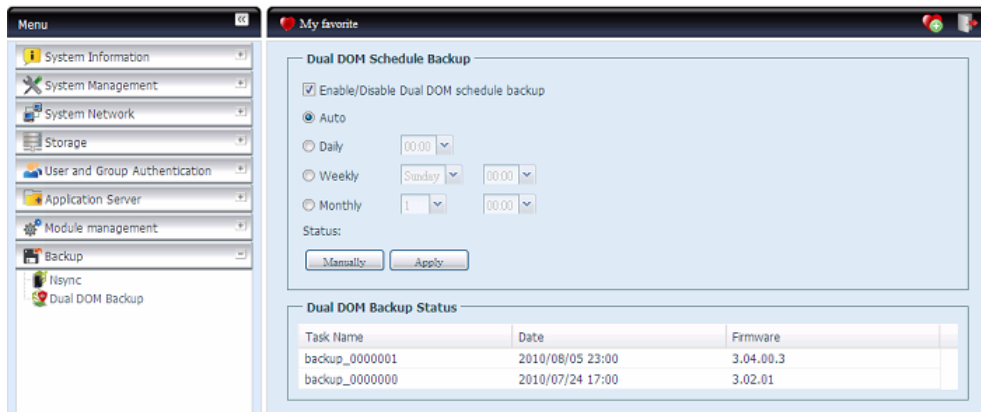 Menu
System Information
System Management
System Network
Storage
User and Group Authentication
Application Server
Module management
Backup
Nsync
Dual DOM Backup
My favorite
Dual DOM Schedule Backup
Enable/Disable Dual DOM schedule backup
Auto
Daily 00:00
Weekly Sunday 00:00
Monthly 1 00:00
Status:
Manually Apply
Dual DOM Backup Status
Task Name Date Firmware
backup_0000001 2010/08/05 23:00 3.04.00.3
backup_0000000 2010/07/24 17:00 3.02.01